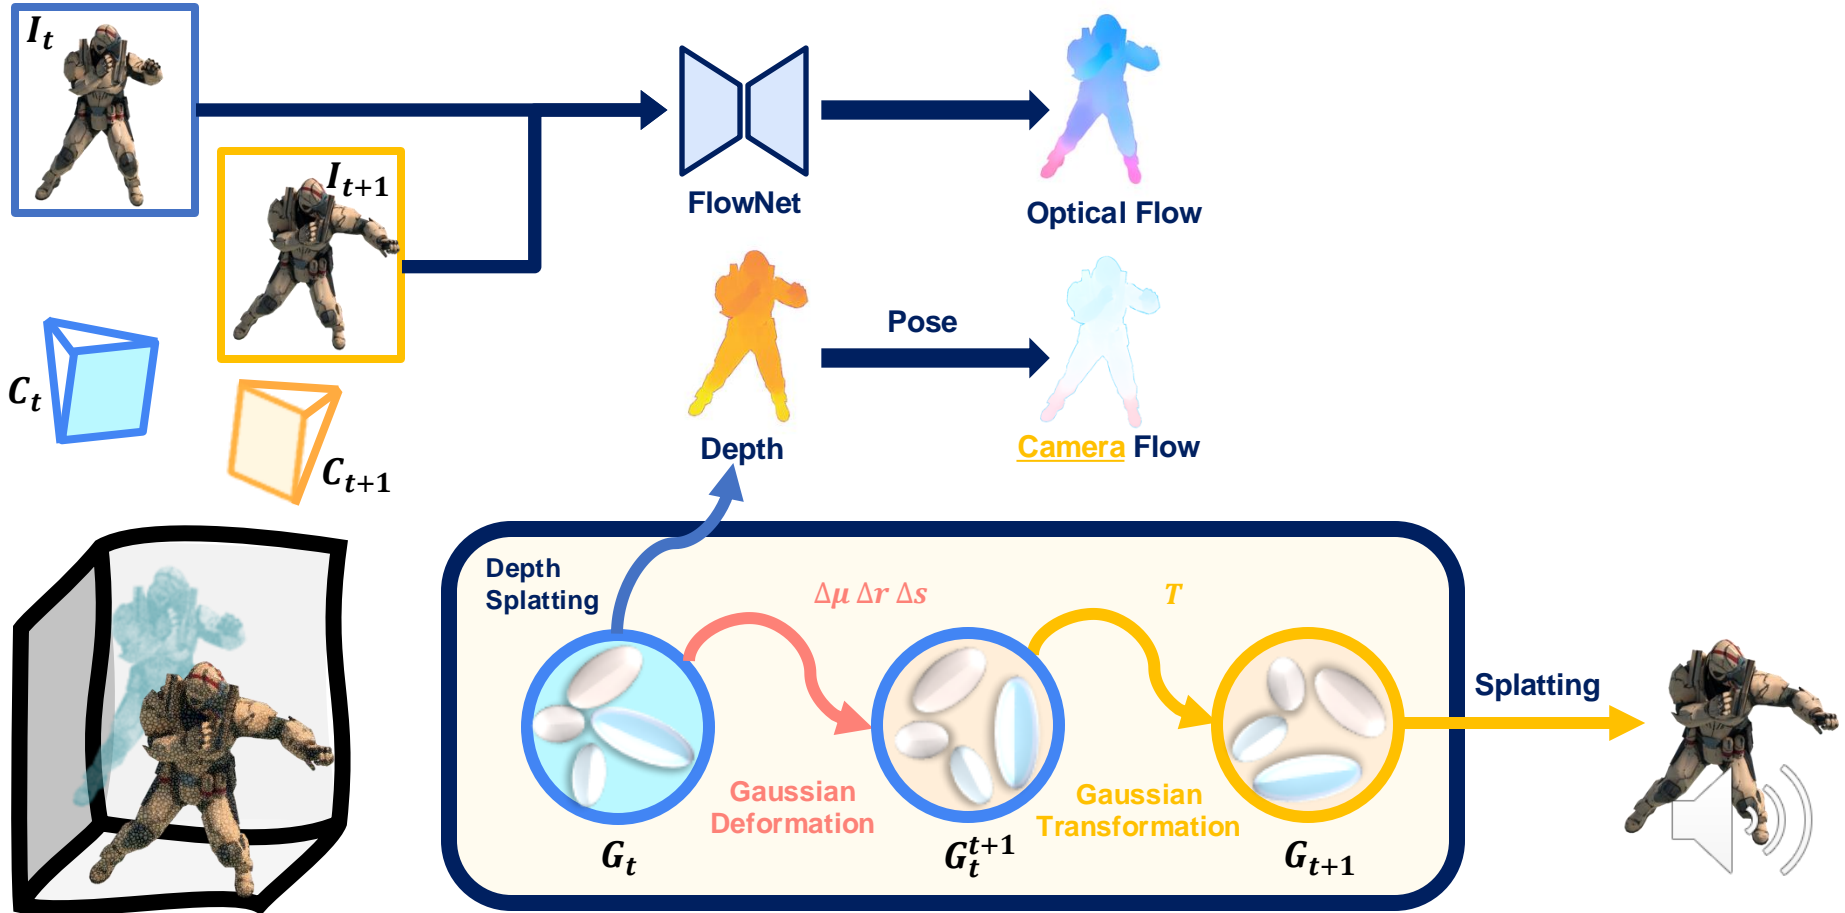 I_t
I_{t+1}
FlowNet
Optical Flow
C_t
C_{t+1}
Depth
Pose
Camera Flow
Depth
Splatting
Δμ Δr Δs
T
Gaussian
Deformation
Gaussian
Transformation
G_t
G_t^{t+1}
G_{t+1}
Splatting